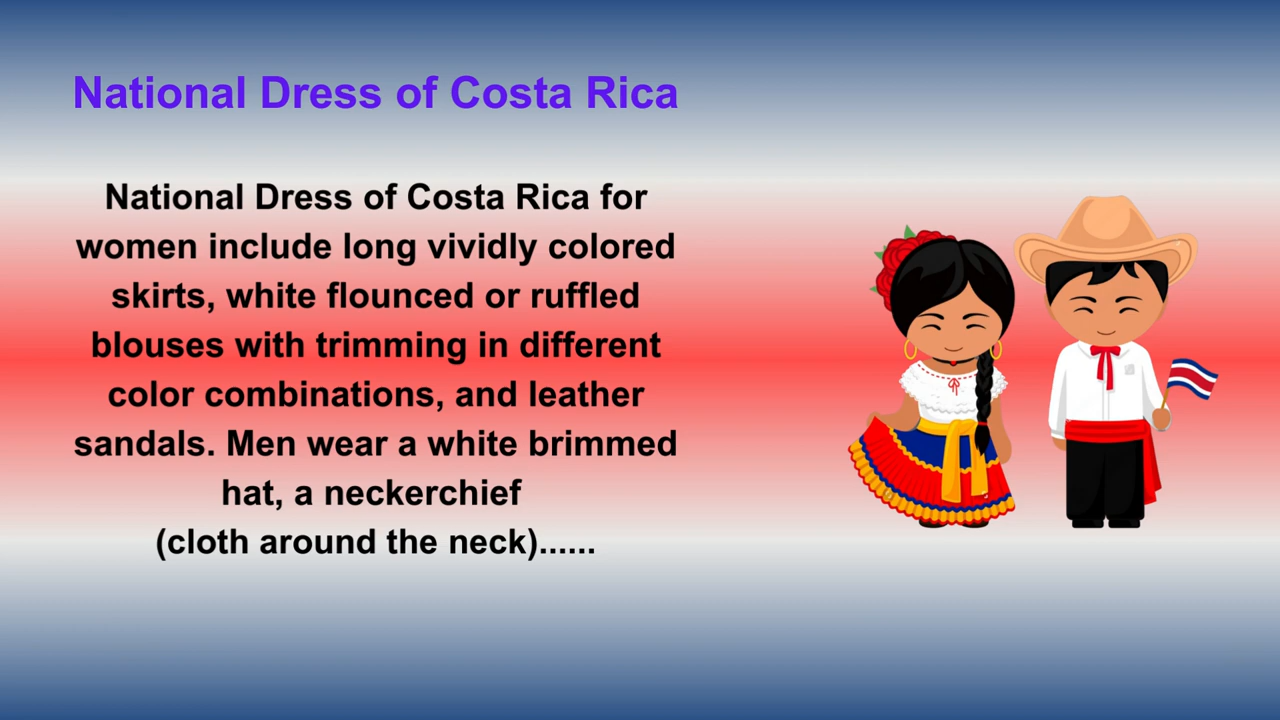 National Dress of Costa Rica
National Dress of Costa Rica for
women include long vividly colored
skirts, white flounced or ruffled
blouses with trimming in different
color combinations, and leather
sandals. Men wear a white brimmed
hat, a neckerchief
(cloth around the neck)......